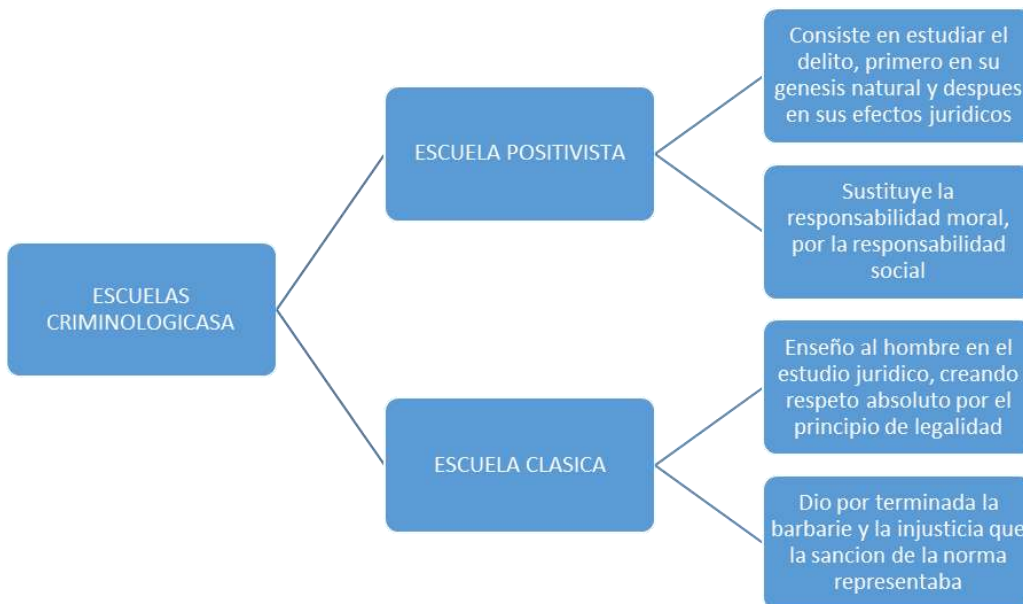 ESCUELAS
CRIMINOLOGICASA
ESCUELA POSITIVISTA
Consiste en estudiar el
delito, primero en su
genesis natural y despues
en sus efectos juridicos
Sustituye la
responsabilidad moral,
por la responsabilidad
social
ESCUELA CLASICA
Enseño al hombre en el
estudio juridico, creando
respeto absoluto por el
principio de legalidad
Dio por terminada la
barbarie y la injusticia que
la sancion de la norma
representaba